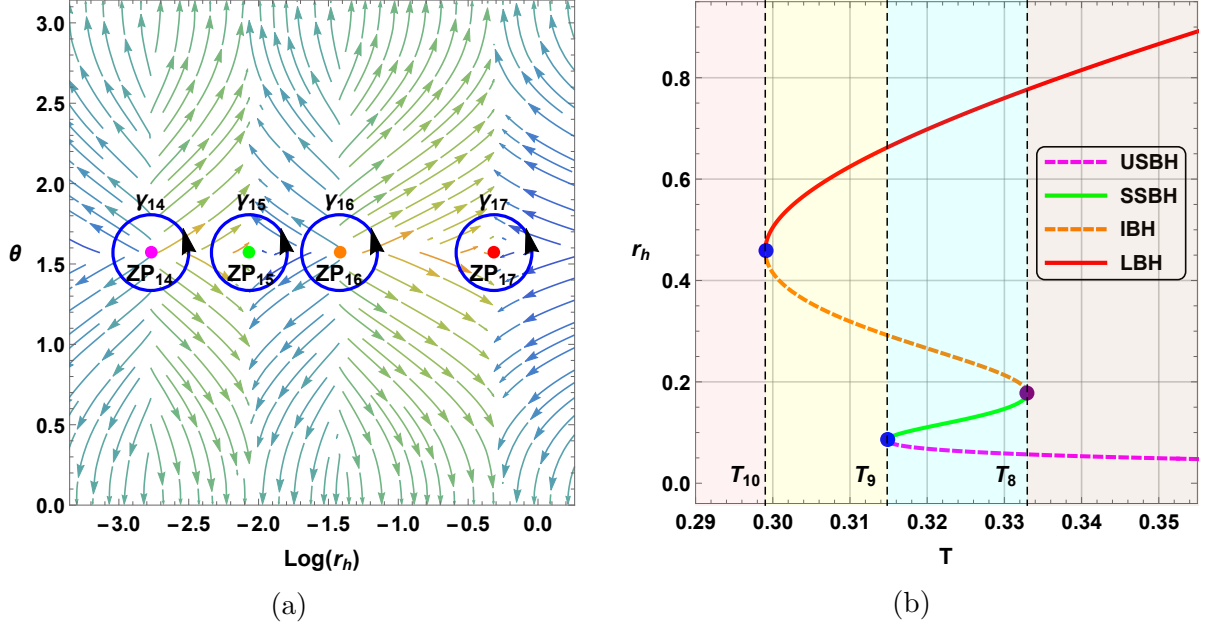 3.0
2.5
2.0
1.5
1.0
0.5
0.0
θ
γ14
γ15
γ16
γ17
ZP14
ZP15
ZP16
ZP17
−3.0 −2.5 −2.0 −1.5 −1.0 −0.5 0.0
Log(rh)
(a)
0.8
0.6
0.4
0.2
0.0
rh
USBH
SSBH
IBH
LBH
T10
T9
T8
0.29 0.30 0.31 0.32 0.33 0.34 0.35
T
(b)